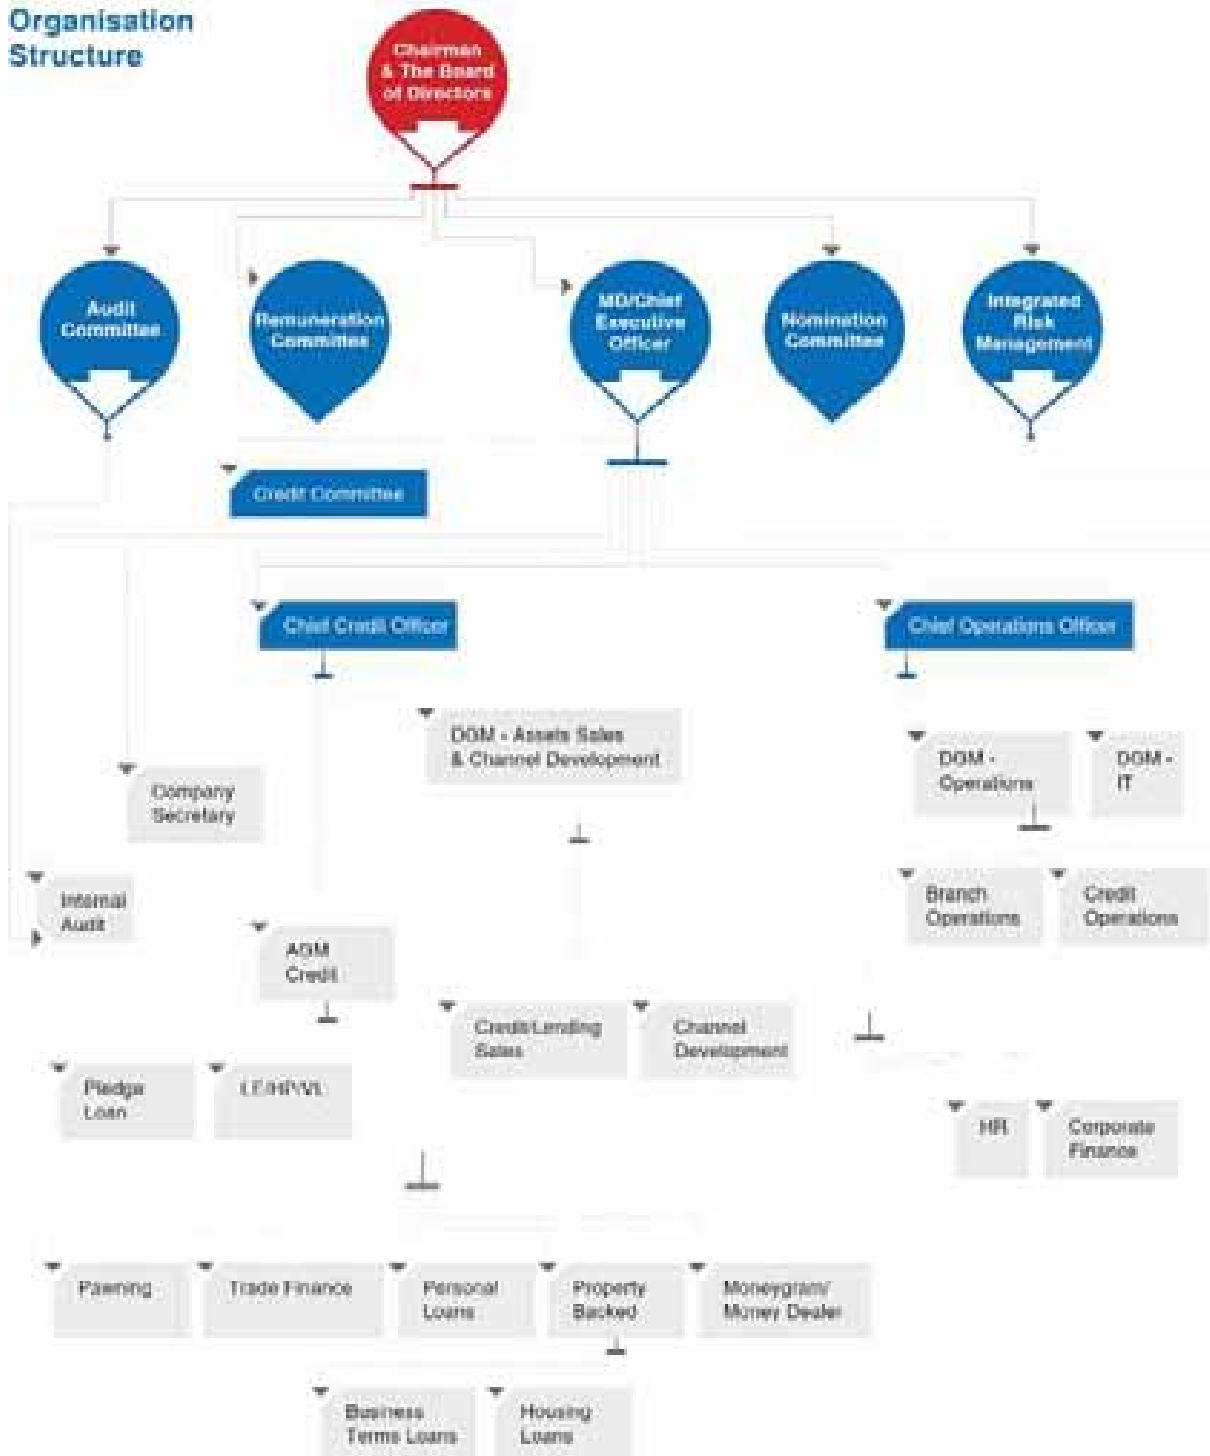 Organisation
Structure
Chairman
& The Board
of Directors
Audit
Committee
Remuneration
Committee
MD/Chief
Executive
Officer
Nomination
Committee
Integrated
Risk
Management
Credit Committee
Chief Credit Officer
Chief Operations Officer
DGM - Assets Sales
& Channel Development
DGM -
Operations
DGM -
IT
Company
Secretary
Internal
Audit
Branch
Operations
Credit
Operations
AGM
Credit
Credit/Lending
Sales
Channel
Development
Pledge
Loan
HR
Corporate
Finance
Pawning
Trade Finance
Personal
Loans
Property
Backed
Moneygram/
Money Dealer
Business
Terms Loans
Housing
Loans